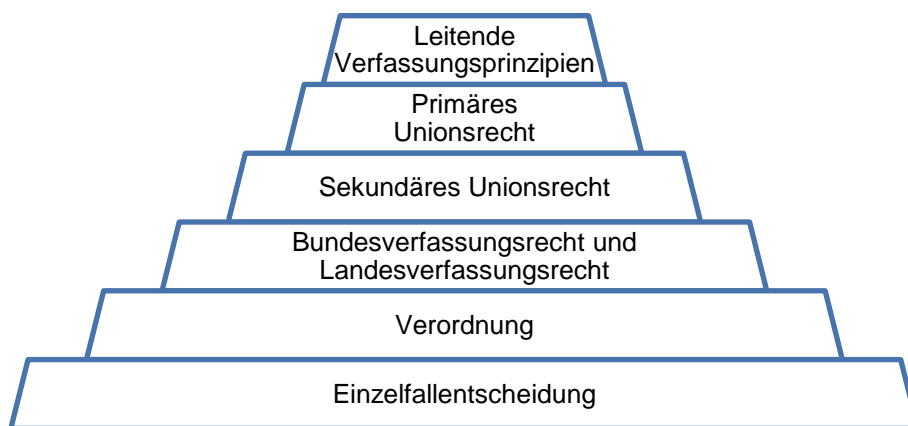 Leitende
Verfassungsprinzipien
Primäres
Unionsrecht
Sekundäres Unionsrecht
Bundesverfassungsrecht und
Landesverfassungsrecht
Verordnung
Einzelfallentscheidung